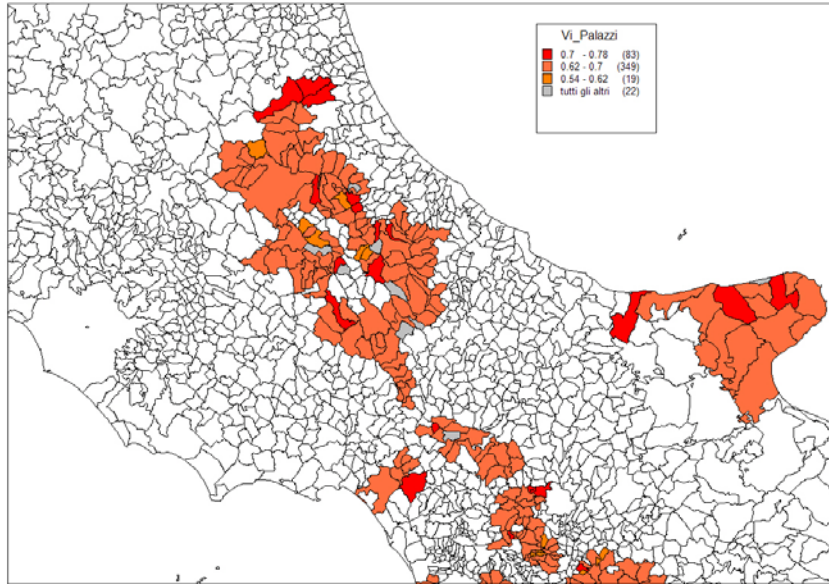 Vi_Palazzi
0.7 - 0.78 (83)
0.62 - 0.7 (349)
0.54 - 0.62 (19)
tutti gli altri (22)